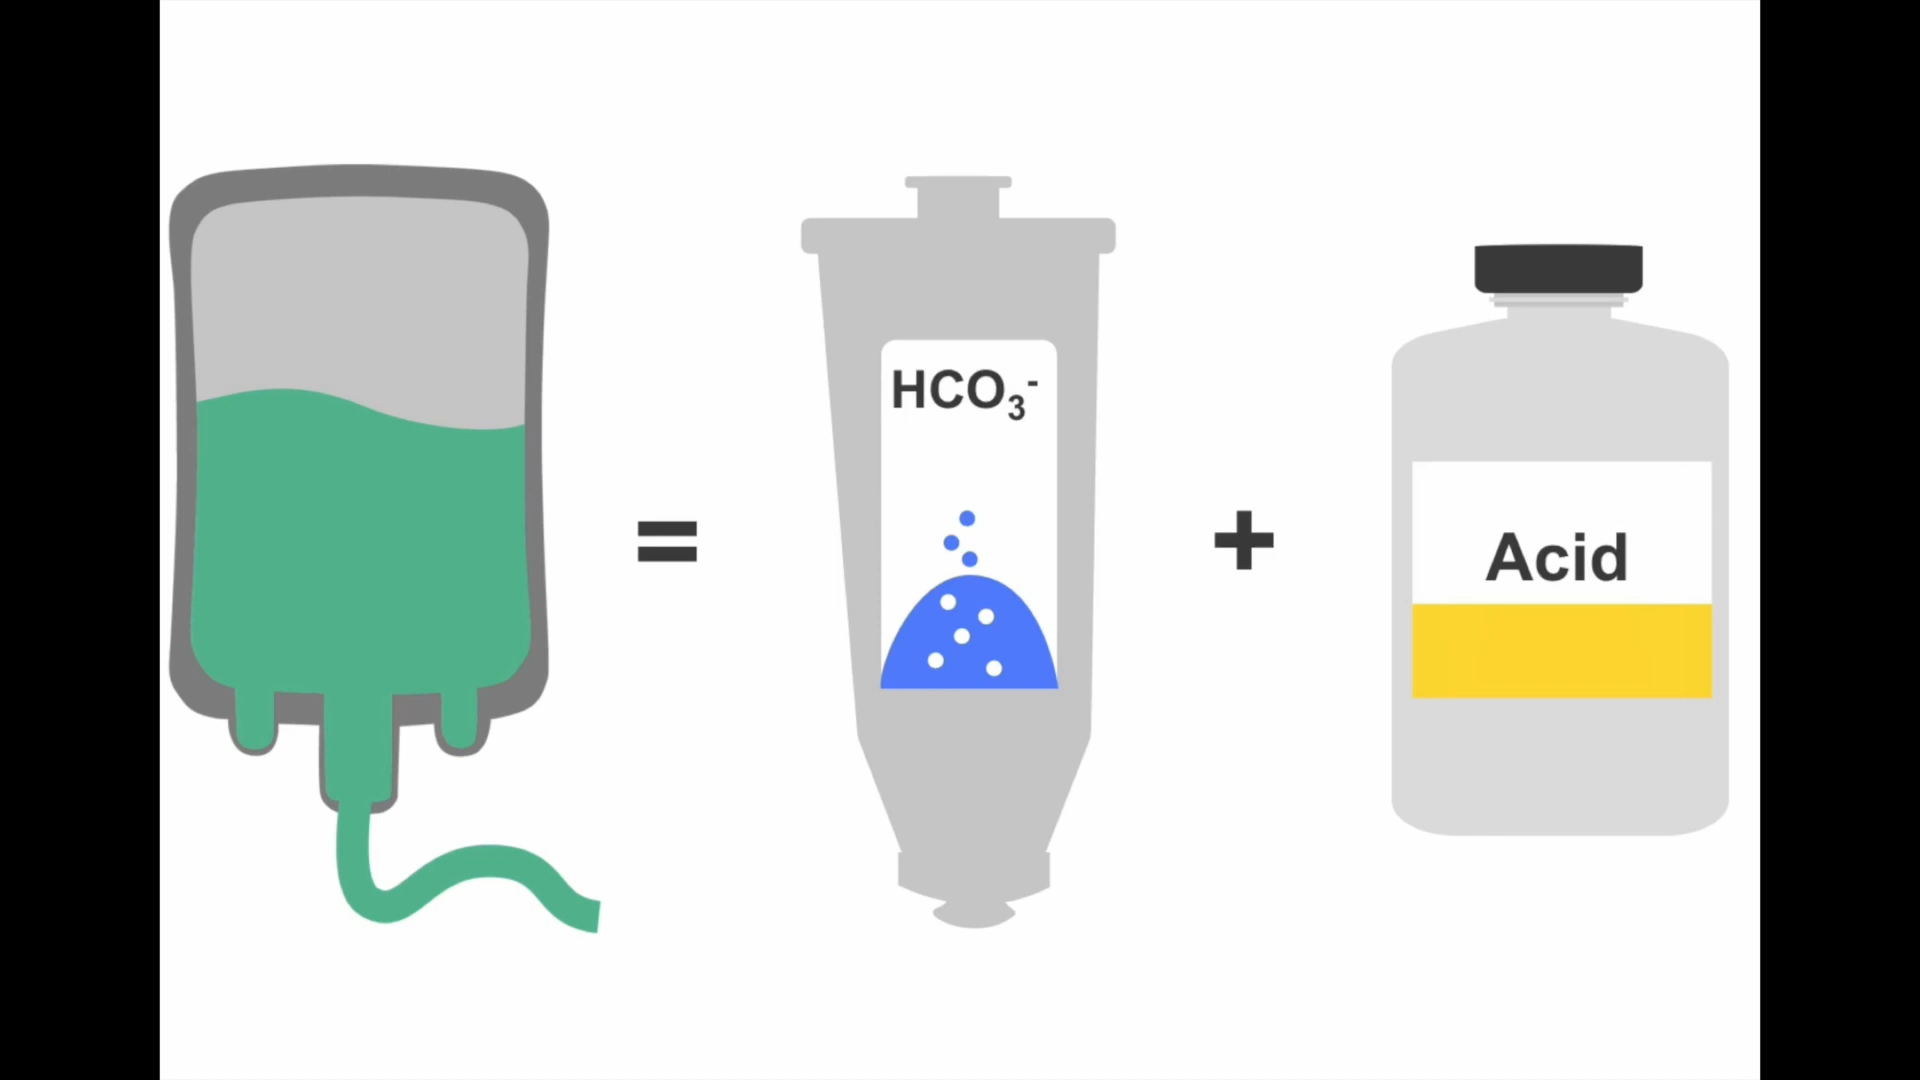 HCO₃⁻
=
+
Acid